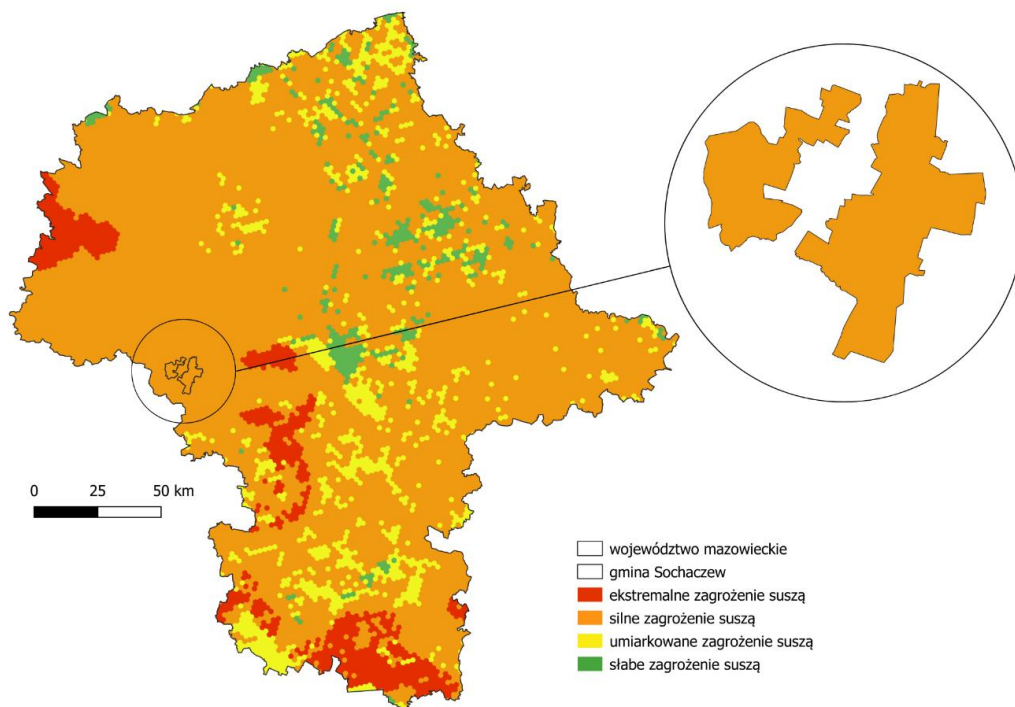 0 25 50 km
województwo mazowieckie
gmina Sochaczew
ekstremalne zagrożenie suszą
silne zagrożenie suszą
umiarkowane zagrożenie suszą
słabe zagrożenie suszą